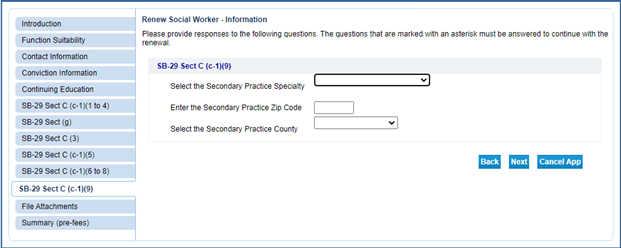 Introduction
Function Suitability
Contact Information
Conviction Information
Continuing Education
SB-29 Sect C (c-1)(1 to 4)
SB-29 Sect (g)
SB-29 Sect C (3)
SB-29 Sect C (c-1)(5)
SB-29 Sect C (c-1)(6 to 8)
SB-29 Sect C (c-1)(9)
File Attachments
Summary (pre-fees)
Renew Social Worker - Information
Please provide responses to the following questions. The questions that are marked with an asterisk must be answered to continue with the
renewal.
SB-29 Sect C (c-1)(9)
Select the Secondary Practice Specialty
Enter the Secondary Practice Zip Code
Select the Secondary Practice County
Back Next Cancel App